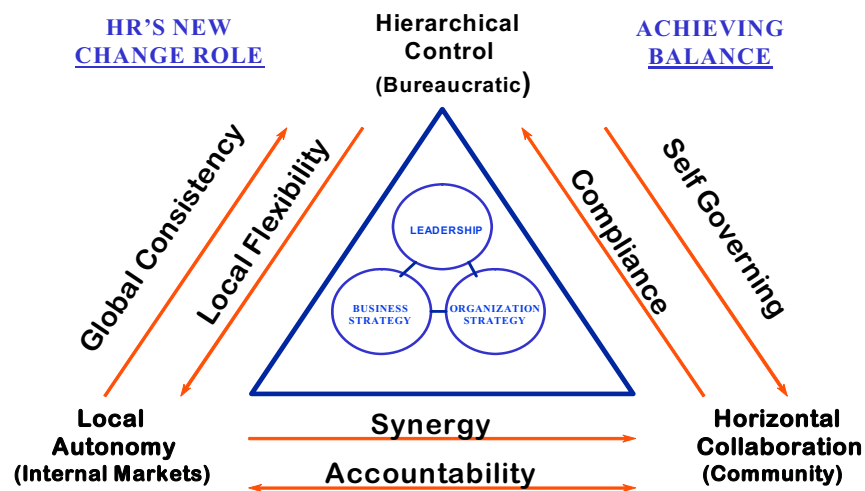 HR'S NEW
CHANGE ROLE
Hierarchical
Control
(Bureaucratic)
ACHIEVING
BALANCE
Global Consistency
Local Flexibility
Compliance
Self Governing
LEADERSHIP
BUSINESS
STRATEGY
ORGANIZATION
STRATEGY
Local
Autonomy
(Internal Markets)
Synergy
Accountability
Horizontal
Collaboration
(Community)